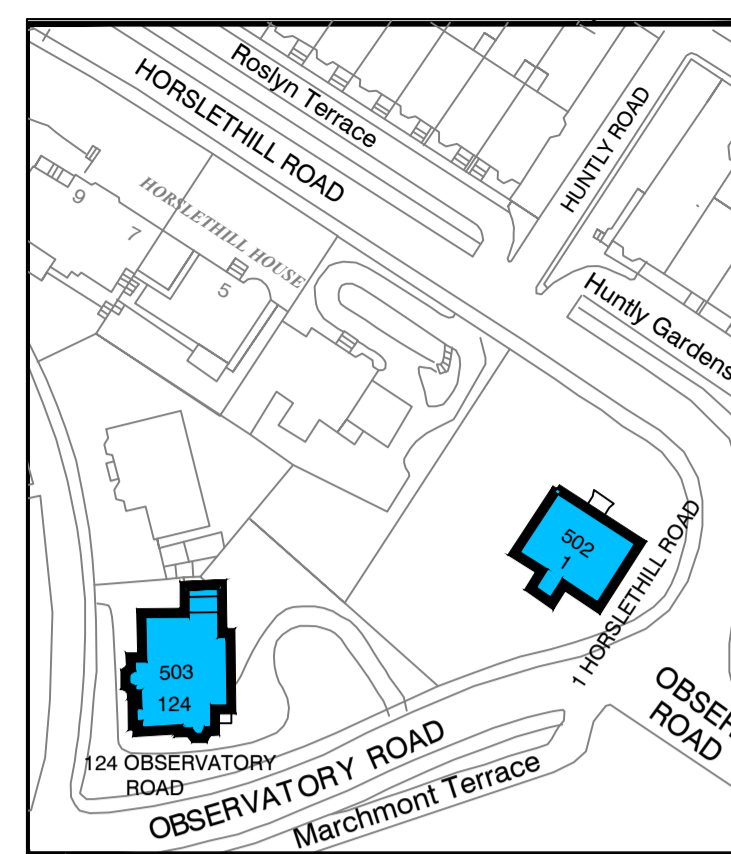 Roslyn Terrace
HORSLETHILL ROAD
HUNTLY ROAD
9
7
HORSLETHILL HOUSE
5
Huntly Gardens
502
1
1 HORSLETHILL ROAD
503
124
124 OBSERVATORY
ROAD
OBSERVATORY ROAD
Marchmont Terrace
ROAD